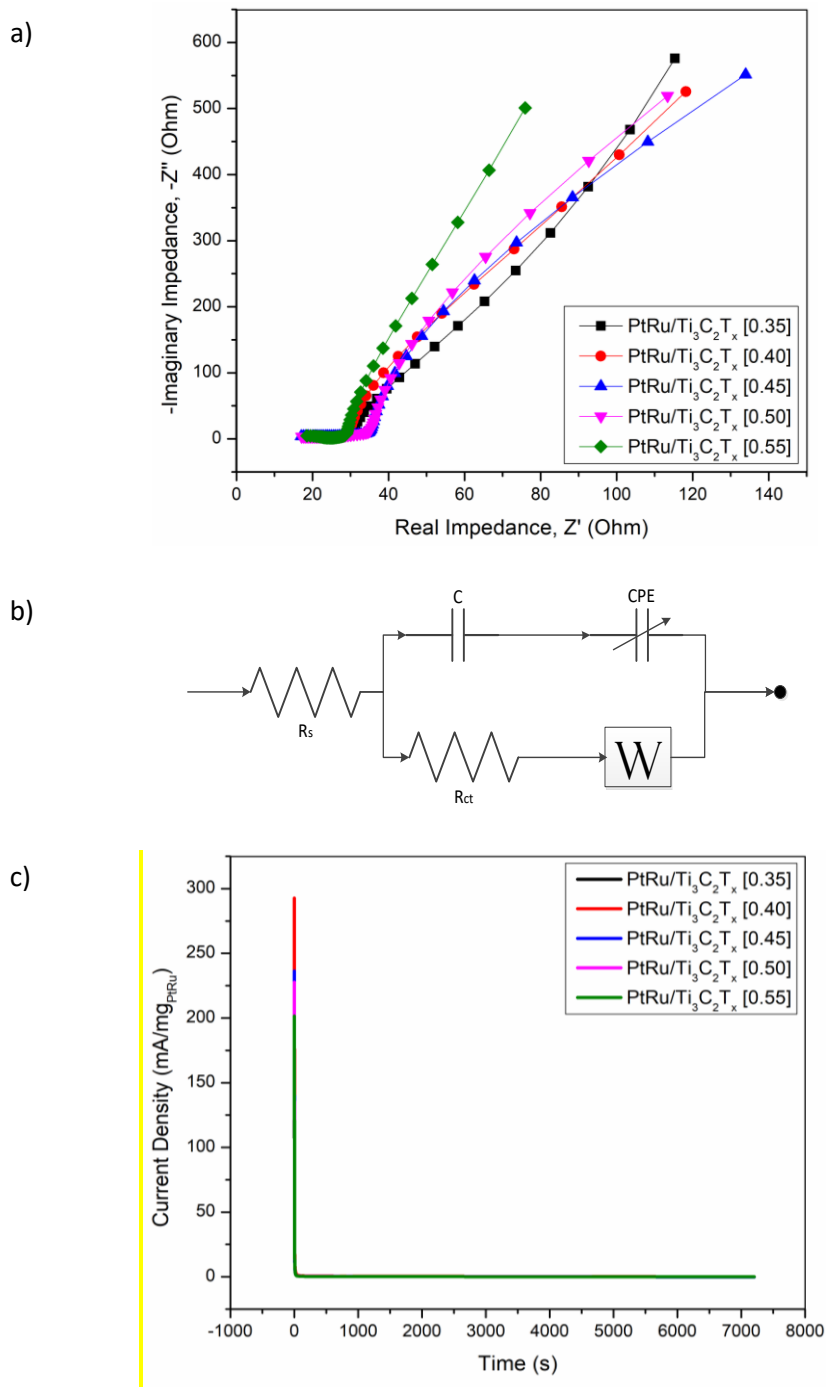 a)
600
500
400
300
200
100
0
-Imaginary Impedance, -Z'' (Ohm)
PtRu/Ti₃C₂Tₓ [0.35]
PtRu/Ti₃C₂Tₓ [0.40]
PtRu/Ti₃C₂Tₓ [0.45]
PtRu/Ti₃C₂Tₓ [0.50]
PtRu/Ti₃C₂Tₓ [0.55]
0 20 40 60 80 100 120 140
Real Impedance, Z' (Ohm)
b)
C CPE
Rs
Rct W
c)
300
250
200
150
100
50
0
Current Density (mA/mgPtRu)
PtRu/Ti₃C₂Tₓ [0.35]
PtRu/Ti₃C₂Tₓ [0.40]
PtRu/Ti₃C₂Tₓ [0.45]
PtRu/Ti₃C₂Tₓ [0.50]
PtRu/Ti₃C₂Tₓ [0.55]
-1000 0 1000 2000 3000 4000 5000 6000 7000 8000
Time (s)